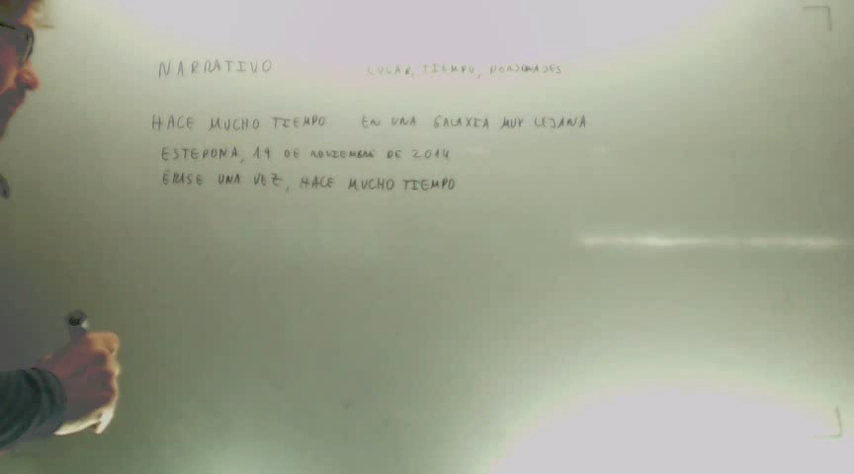 NARRATIVO LUGAR, TIEMPO, PERSONAJES
HACE MUCHO TIEMPO EN UNA GALAXIA MUY LEJANA
ESTEPONA, 19 DE NOVIEMBRE DE 2014
ÉRASE UNA VEZ, HACE MUCHO TIEMPO